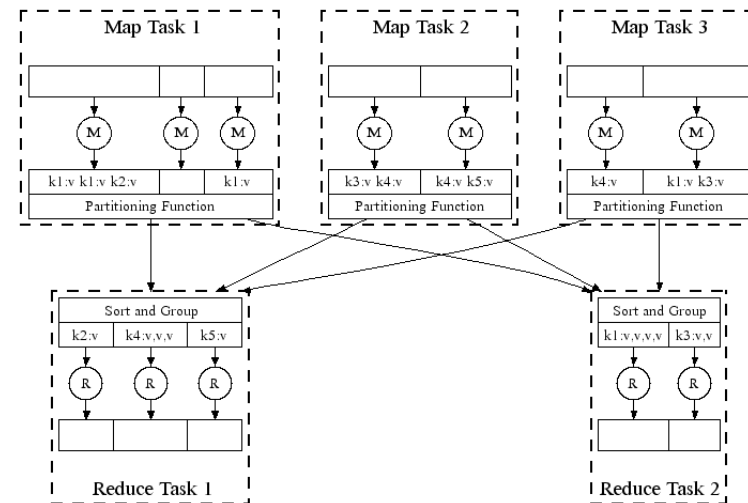 Map Task 1 Map Task 2 Map Task 3
M M M M M M M
k1:v k1:v k2:v k1:v k3:v k4:v k4:v k5:v k4:v k1:v k3:v
Partitioning Function Partitioning Function Partitioning Function
Sort and Group Sort and Group
k2:v k4:v,v,v k5:v k1:v,v,v,v k3:v,v
R R R R R
Reduce Task 1 Reduce Task 2